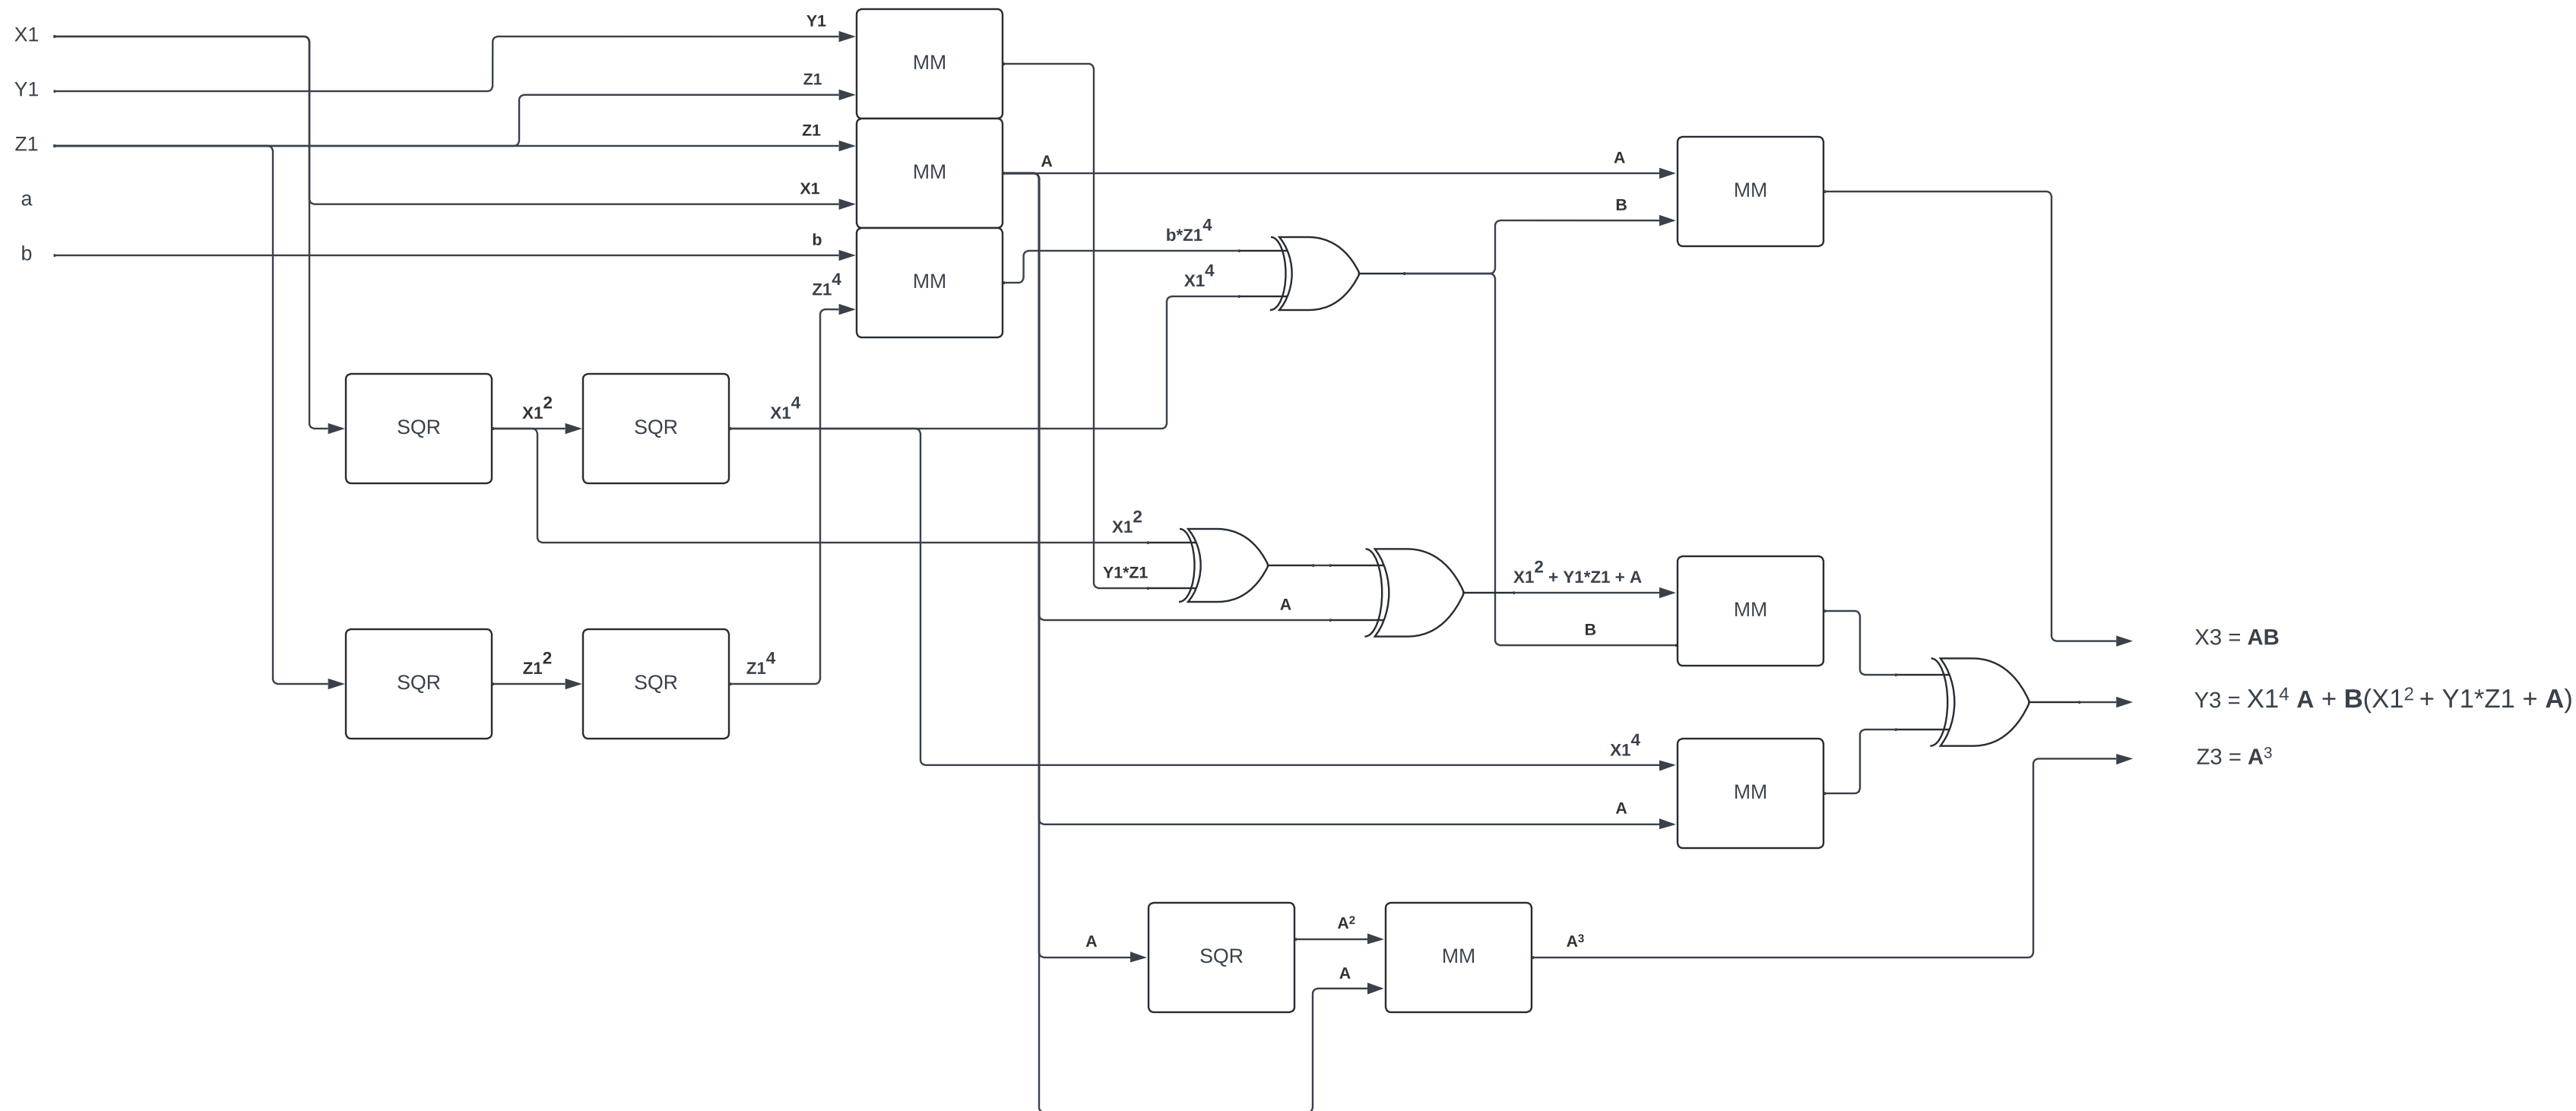 X1
Y1
Z1
a
b
Y1
Z1
Z1
X1
b
Z1⁴
MM
MM
MM
A
A
B
MM
b*Z1⁴
X1⁴
SQR
X1²
SQR
X1⁴
X1²
Y1*Z1
A
X1² + Y1*Z1 + A
B
MM
SQR
Z1²
SQR
Z1⁴
X3 = AB
Y3 = X1⁴ A + B(X1² + Y1*Z1 + A)
Z3 = A³
X1⁴
A
MM
A
SQR
A²
A
MM
A³